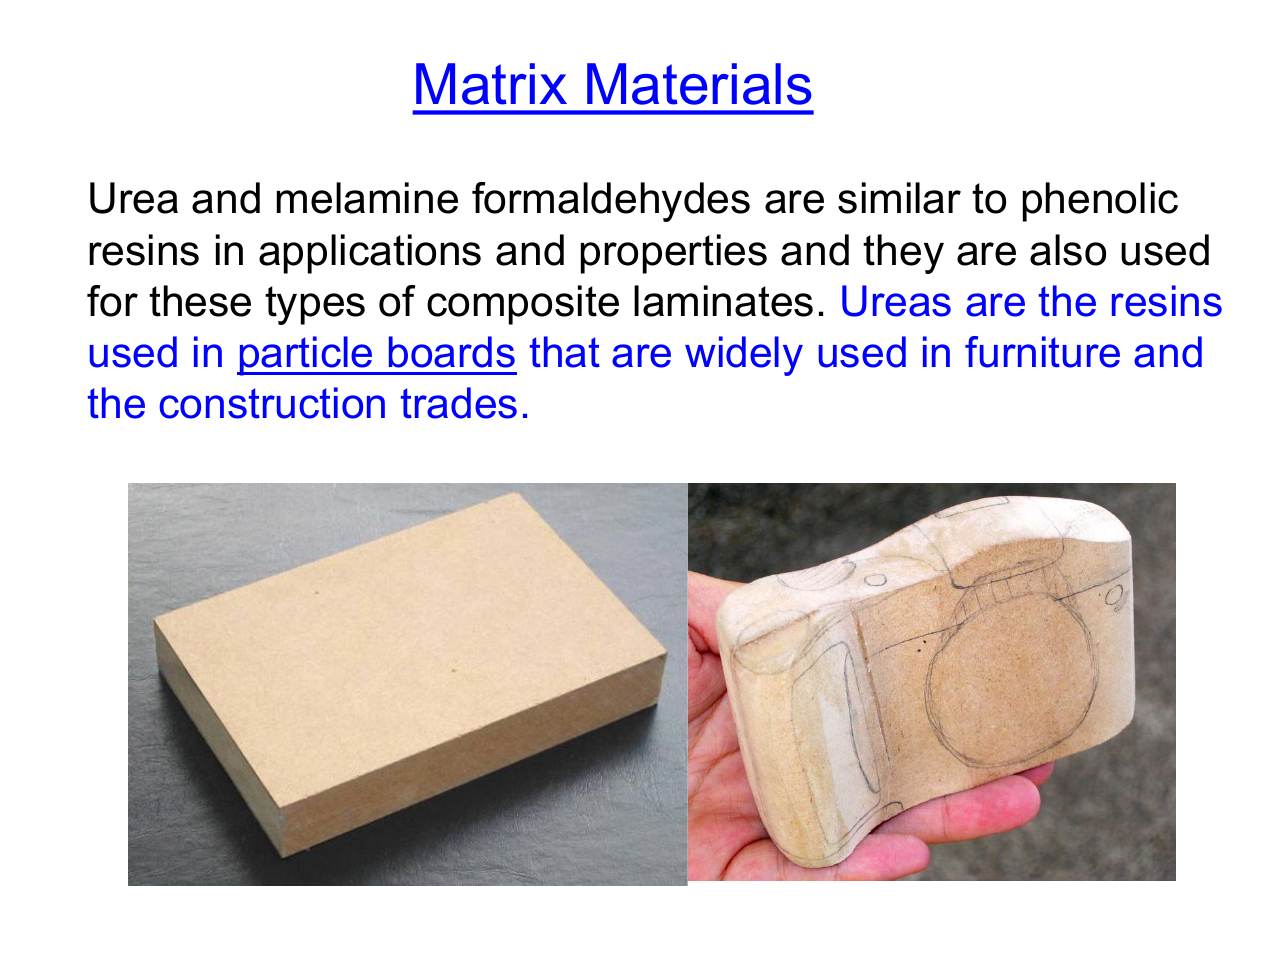 Matrix Materials
Urea and melamine formaldehydes are similar to phenolic
resins in applications and properties and they are also used
for these types of composite laminates. Ureas are the resins
used in particle boards that are widely used in furniture and
the construction trades.